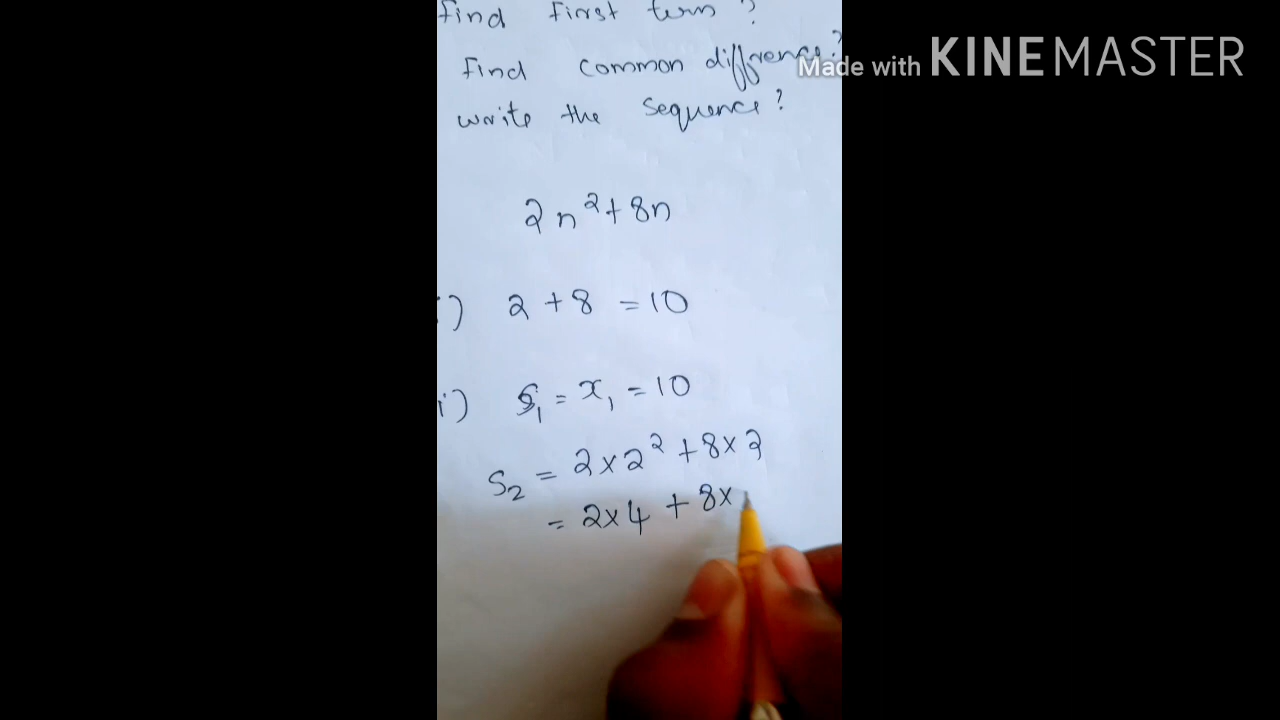 find first term ?
find common difference?
Made with KINEMASTER
write the sequence?
2n²+8n
i) 2 + 8 = 10
i) S₁ = x₁ = 10
S₂ = 2×2² + 8×2
= 2×4 + 8×